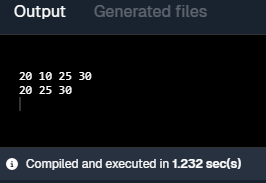 Output Generated files
20 10 25 30
20 25 30
Compiled and executed in 1.232 sec(s)